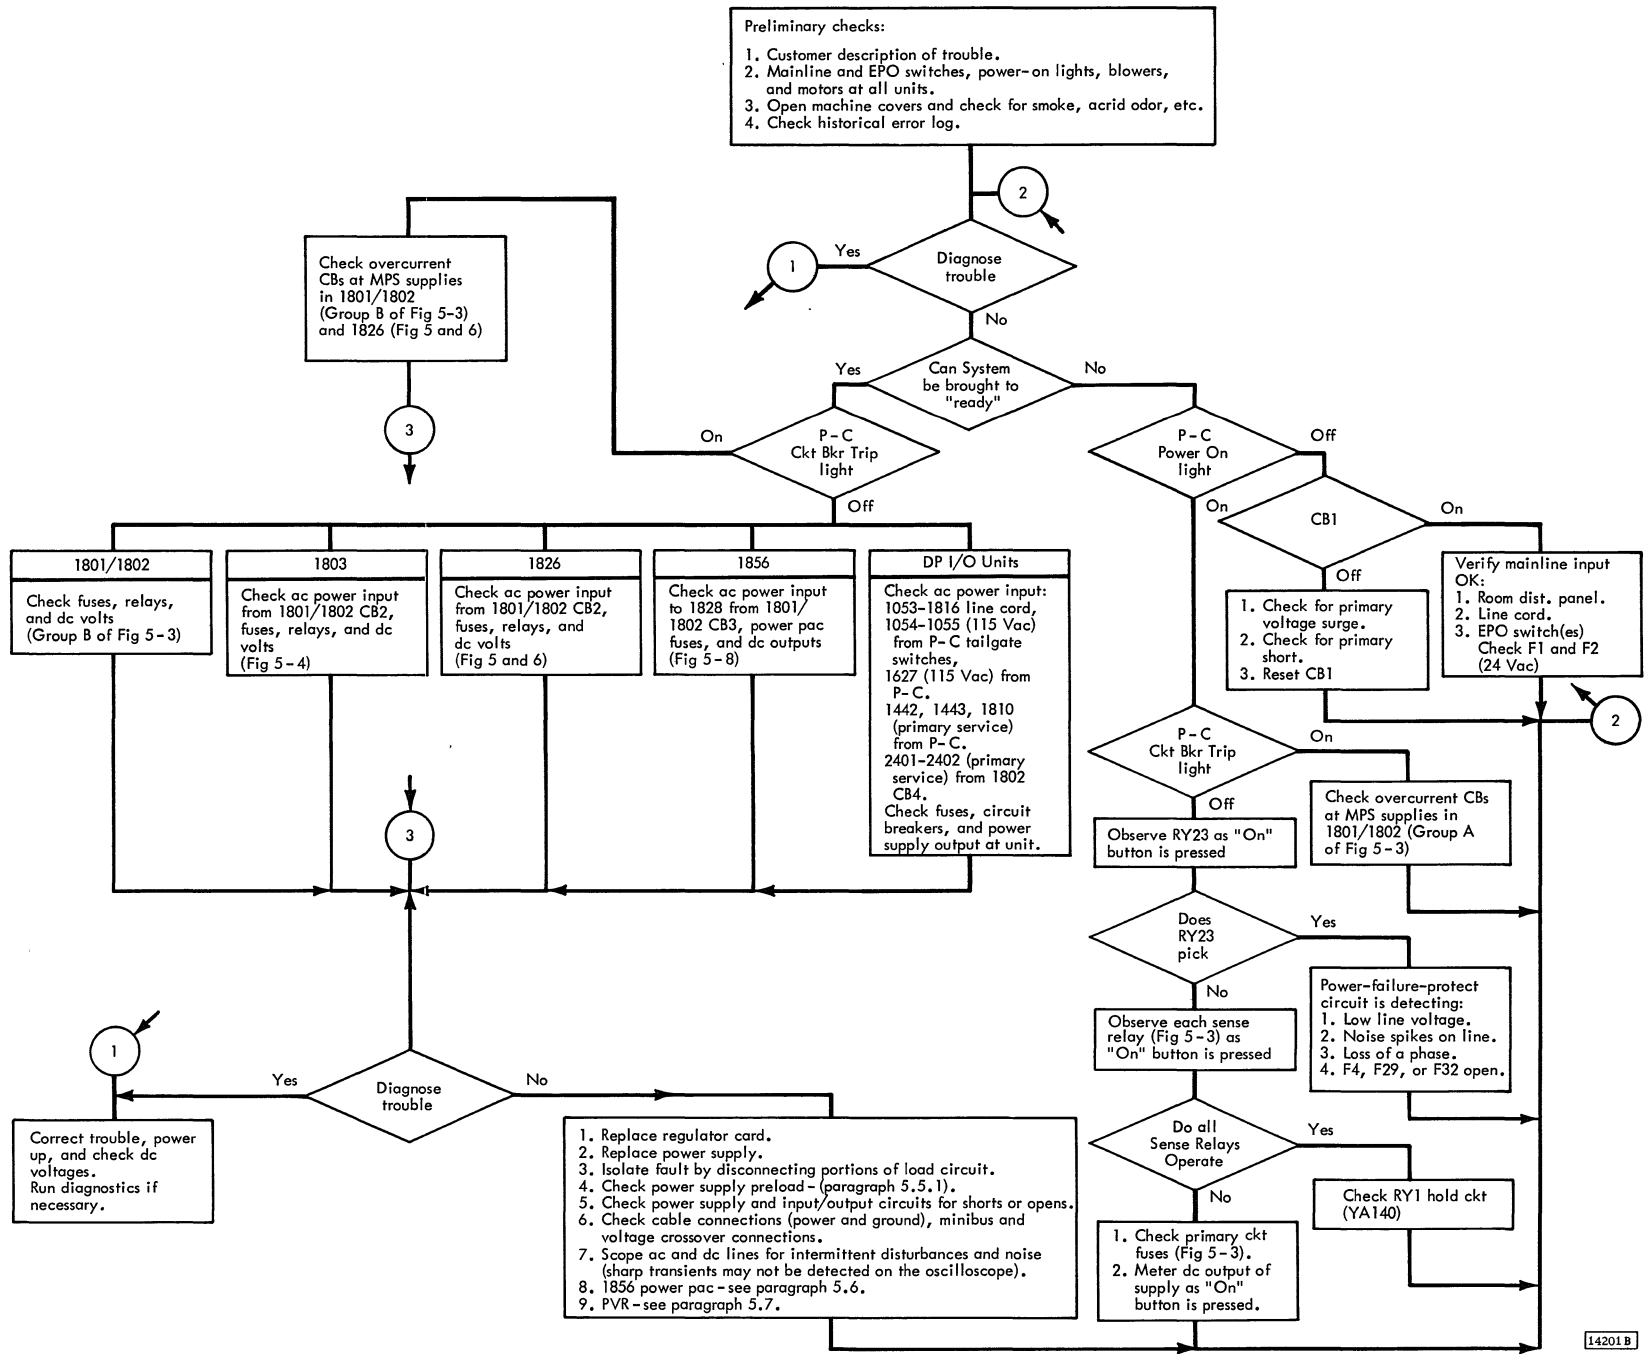 Preliminary checks:
1. Customer description of trouble.
2. Mainline and EPO switches, power-on lights, blowers,
and motors at all units.
3. Open machine covers and check for smoke, acrid odor, etc.
4. Check historical error log.
2
Diagnose
trouble
Yes
1
No
Can System
be brought to
"ready"
Yes
No
Check overcurrent
CBs at MPS supplies
in 1801/1802
(Group B of Fig 5-3)
and 1826 (Fig 5 and 6)
3
P-C
Ckt Bkr Trip
light
On
Off
P-C
Power On
light
Off
On
CB1
On
Off
1801/1802
Check fuses, relays,
and dc volts
(Group B of Fig 5-3)
1803
Check ac power input
from 1801/1802 CB2,
fuses, relays, and dc
volts
(Fig 5-4)
1826
Check ac power input
from 1801/1802 CB2,
fuses, relays, and
dc volts
(Fig 5 and 6)
1856
Check ac power input
to 1828 from 1801/
1802 CB3, power pac
fuses, and dc outputs
(Fig 5-8)
DP I/O Units
Check ac power input:
1053-1816 line cord,
1054-1055 (115 Vac)
from P-C tailgate
switches,
1627 (115 Vac) from
P-C.
1442, 1443, 1810
(primary service)
from P-C.
2401-2402 (primary
service) from 1802
CB4.
Check fuses, circuit
breakers, and power
supply output at unit.
1. Check for primary
voltage surge.
2. Check for primary
short.
3. Reset CB1
Verify mainline input
OK:
1. Room dist. panel.
2. Line cord.
3. EPO switch(es)
Check F1 and F2
(24 Vac)
2
P-C
Ckt Bkr Trip
light
On
Off
Check overcurrent CBs
at MPS supplies in
1801/1802 (Group A
of Fig 5-3)
Observe RY23 as "On"
button is pressed
3
Does
RY23
pick
Yes
No
Power-failure-protect
circuit is detecting:
1. Low line voltage.
2. Noise spikes on line.
3. Loss of a phase.
4. F4, F29, or F32 open.
Observe each sense
relay (Fig 5-3) as
"On" button is pressed
1
Diagnose
trouble
Yes
No
Correct trouble, power
up, and check dc
voltages.
Run diagnostics if
necessary.
1. Replace regulator card.
2. Replace power supply.
3. Isolate fault by disconnecting portions of load circuit.
4. Check power supply preload-(paragraph 5.5.1).
5. Check power supply and input/output circuits for shorts or opens.
6. Check cable connections (power and ground), minibus and
voltage crossover connections.
7. Scope ac and dc lines for intermittent disturbances and noise
(sharp transients may not be detected on the oscilloscope).
8. 1856 power pac-see paragraph 5.6.
9. PVR-see paragraph 5.7.
Do all
Sense Relays
Operate
Yes
No
Check RY1 hold ckt
(YA140)
1. Check primary ckt
fuses (Fig 5-3).
2. Meter dc output of
supply as "On"
button is pressed.
14201 B